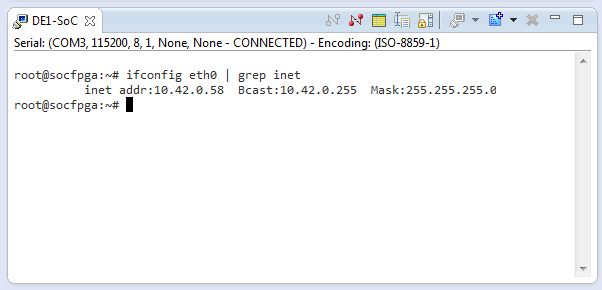 DE1-SoC
Serial: (COM3, 115200, 8, 1, None, None - CONNECTED) - Encoding: (ISO-8859-1)
root@socfpga:~# ifconfig eth0 | grep inet
inet addr:10.42.0.58  Bcast:10.42.0.255  Mask:255.255.255.0
root@socfpga:~#